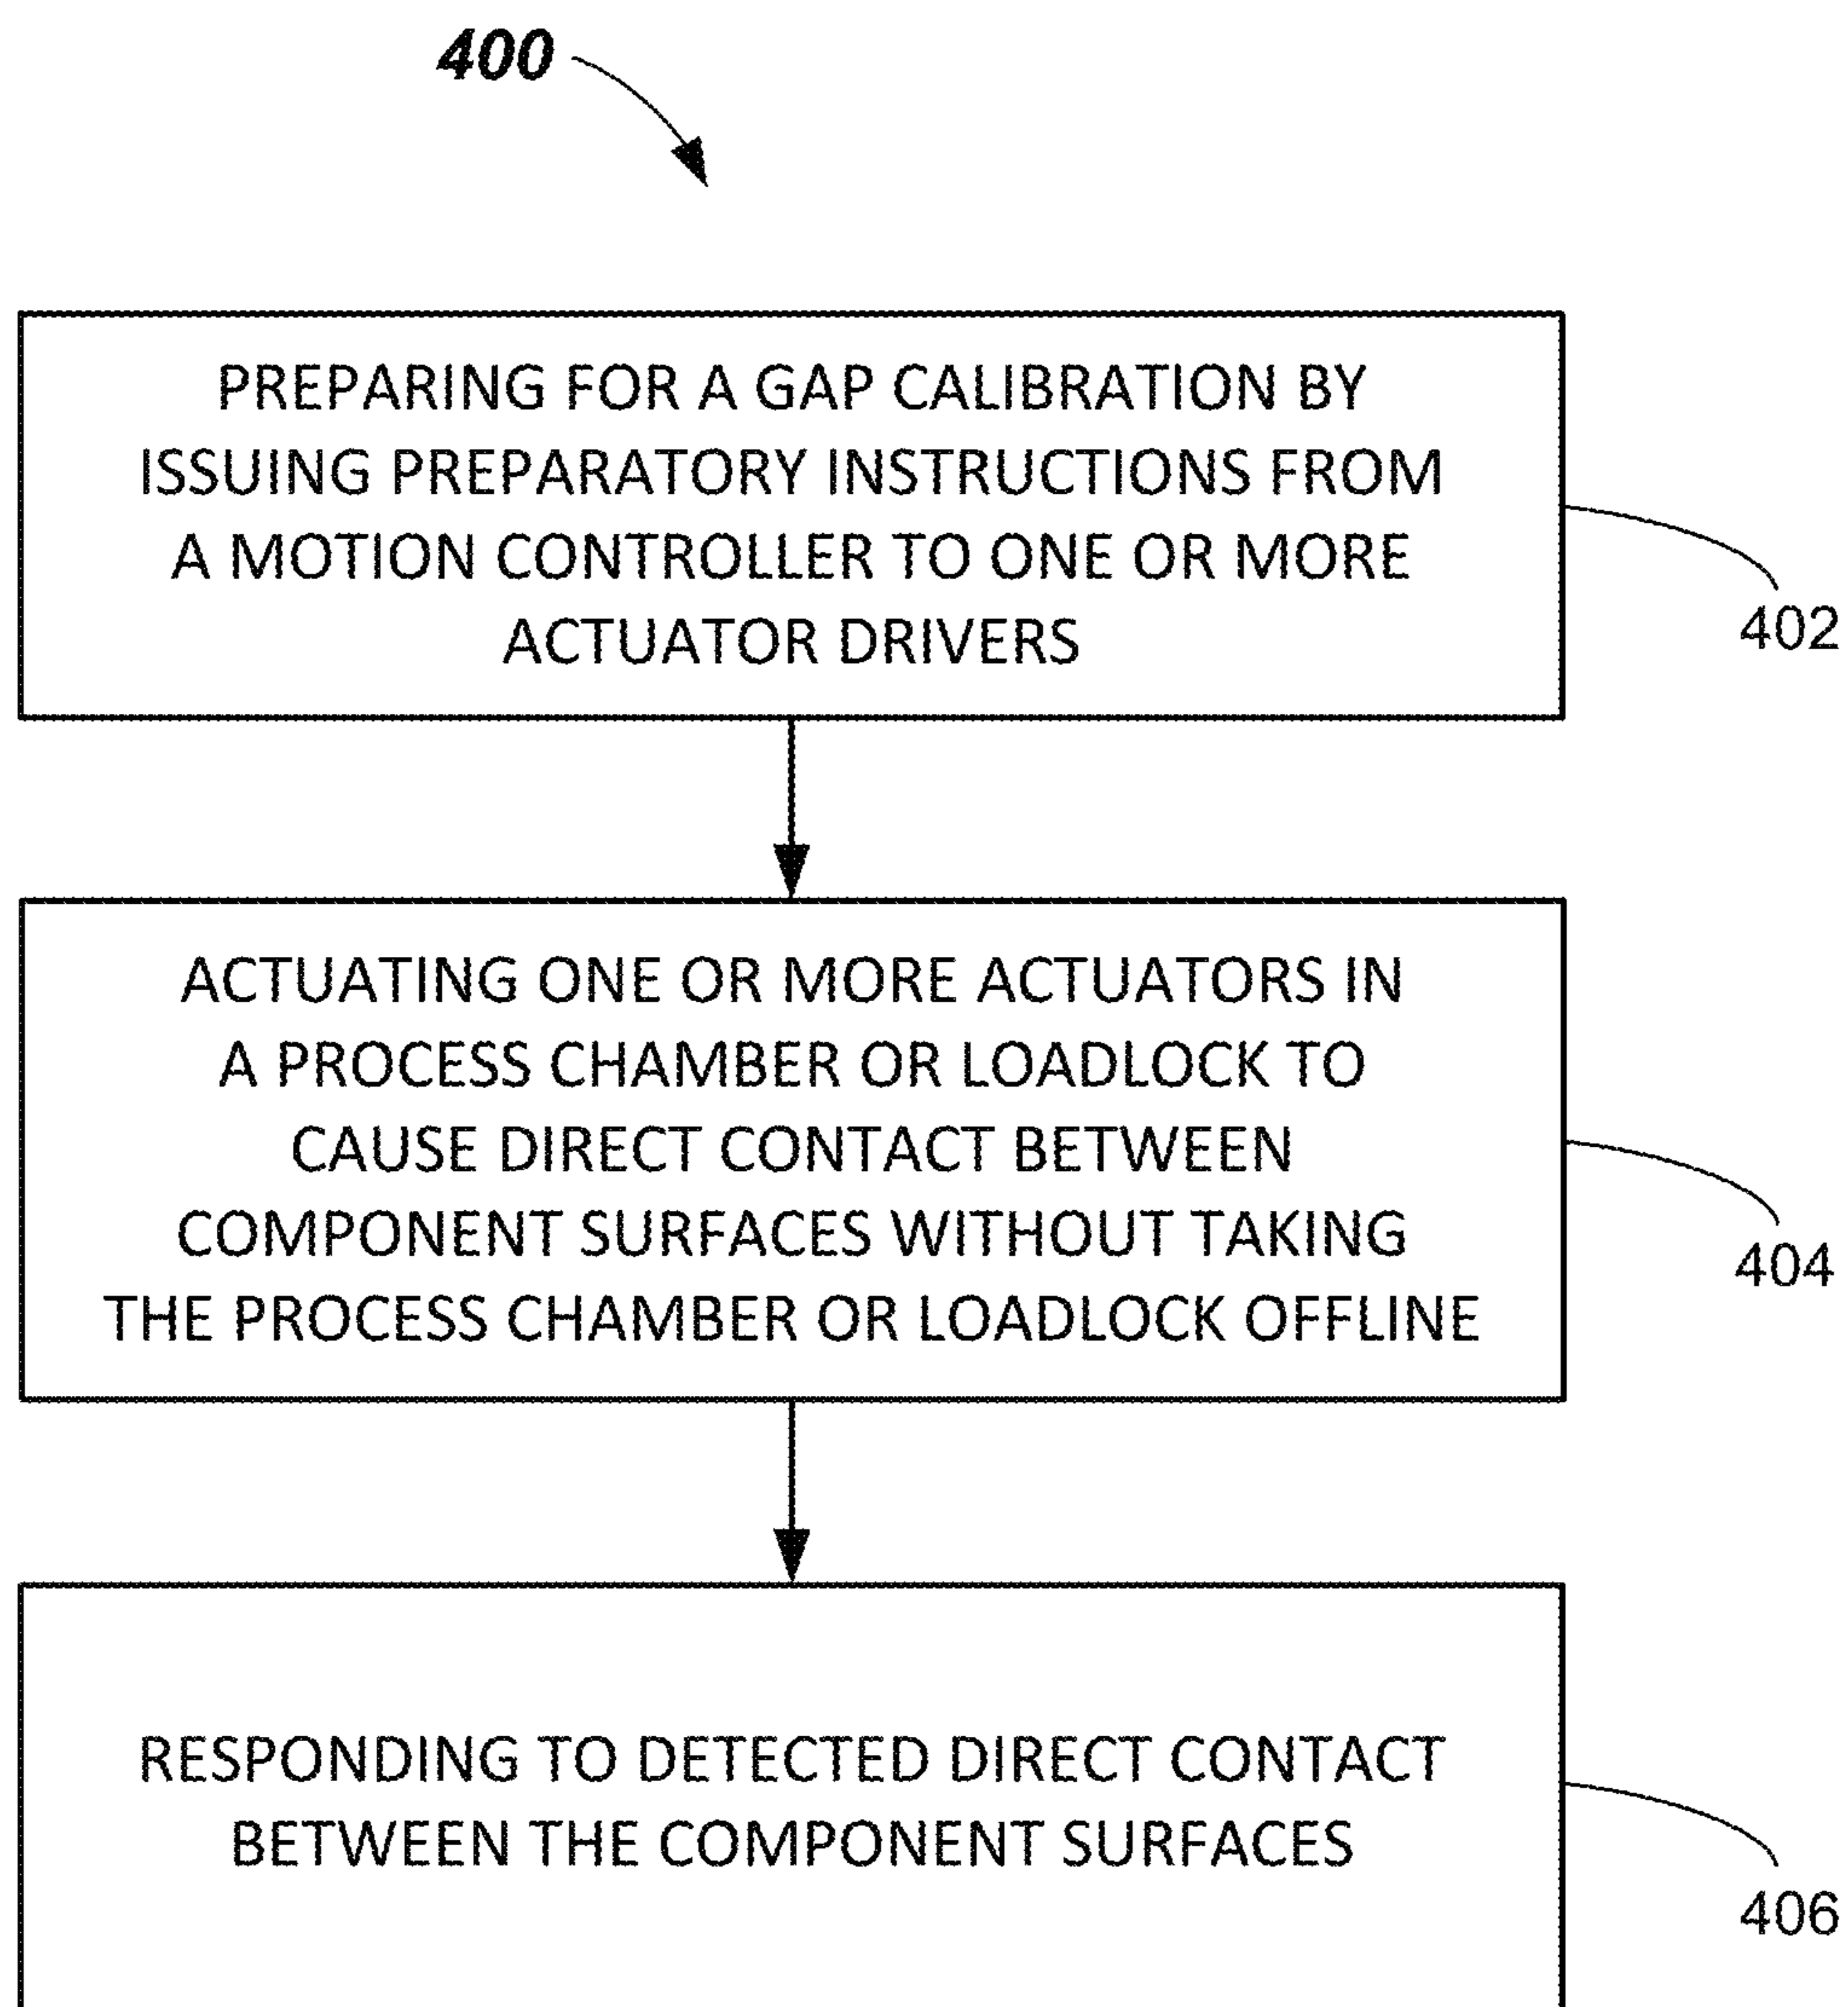 400
PREPARING FOR A GAP CALIBRATION BY
ISSUING PREPARATORY INSTRUCTIONS FROM
A MOTION CONTROLLER TO ONE OR MORE
ACTUATOR DRIVERS
402
ACTUATING ONE OR MORE ACTUATORS IN
A PROCESS CHAMBER OR LOADLOCK TO
CAUSE DIRECT CONTACT BETWEEN
COMPONENT SURFACES WITHOUT TAKING
THE PROCESS CHAMBER OR LOADLOCK OFFLINE
404
RESPONDING TO DETECTED DIRECT CONTACT
BETWEEN THE COMPONENT SURFACES
406